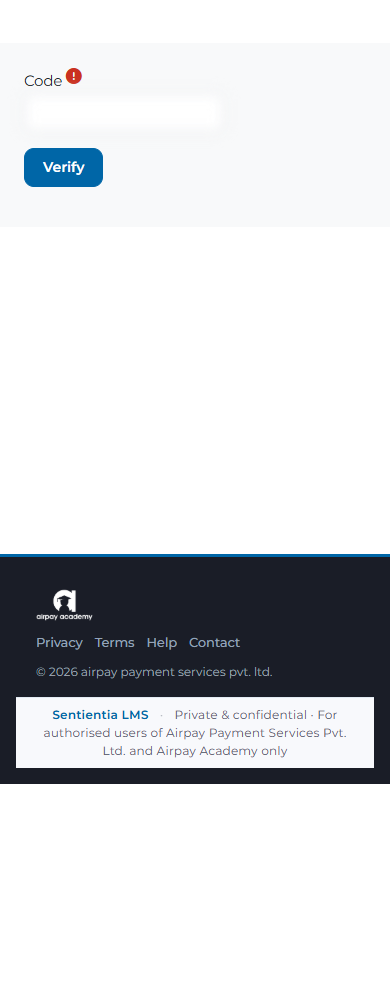 Code !
Verify
airpay academy
Privacy Terms Help Contact
© 2026 airpay payment services pvt. ltd.
Sentientia LMS · Private & confidential · For
authorised users of Airpay Payment Services Pvt.
Ltd. and Airpay Academy only